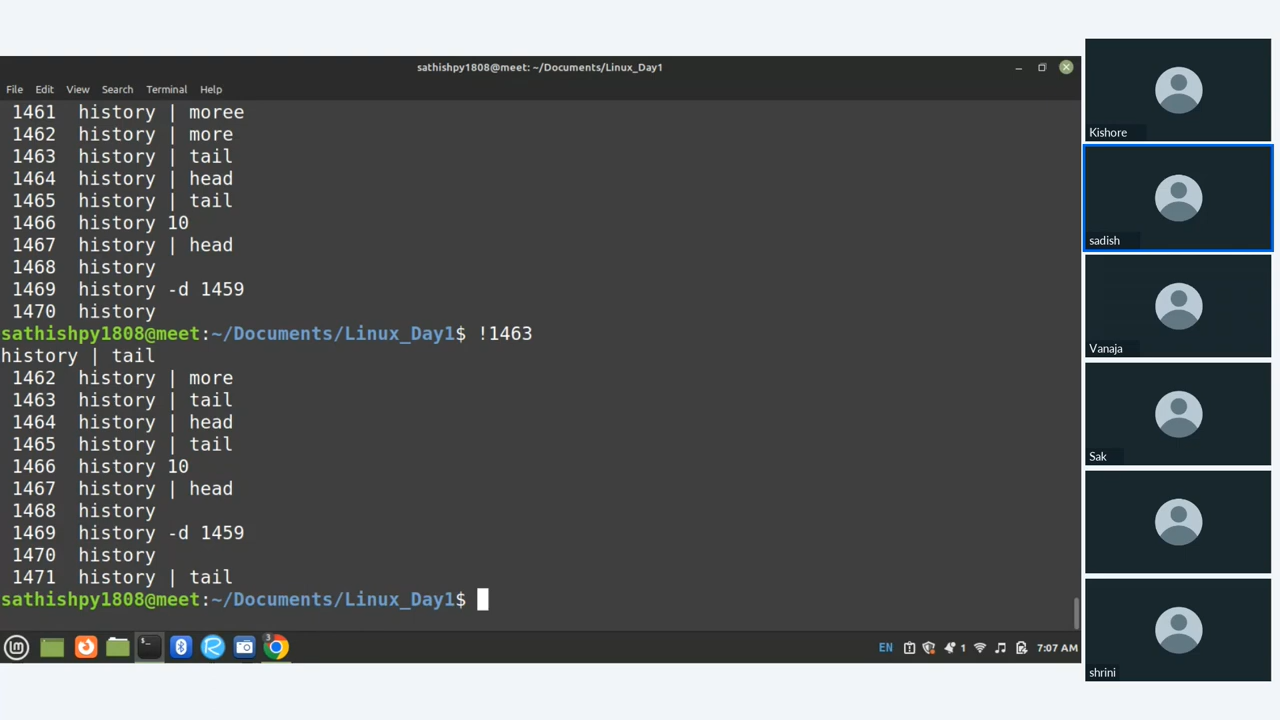 sathishpy1808@meet: ~/Documents/Linux_Day1
File Edit View Search Terminal Help
1461 history | moree
1462 history | more
1463 history | tail
1464 history | head
1465 history | tail
1466 history 10
1467 history | head
1468 history
1469 history -d 1459
1470 history
sathishpy1808@meet:~/Documents/Linux_Day1$ !1463
history | tail
1462 history | more
1463 history | tail
1464 history | head
1465 history | tail
1466 history 10
1467 history | head
1468 history
1469 history -d 1459
1470 history
1471 history | tail
sathishpy1808@meet:~/Documents/Linux_Day1$
3
EN 1 7:07 AM
Kishore
sadish
Vanaja
Sak
shrini